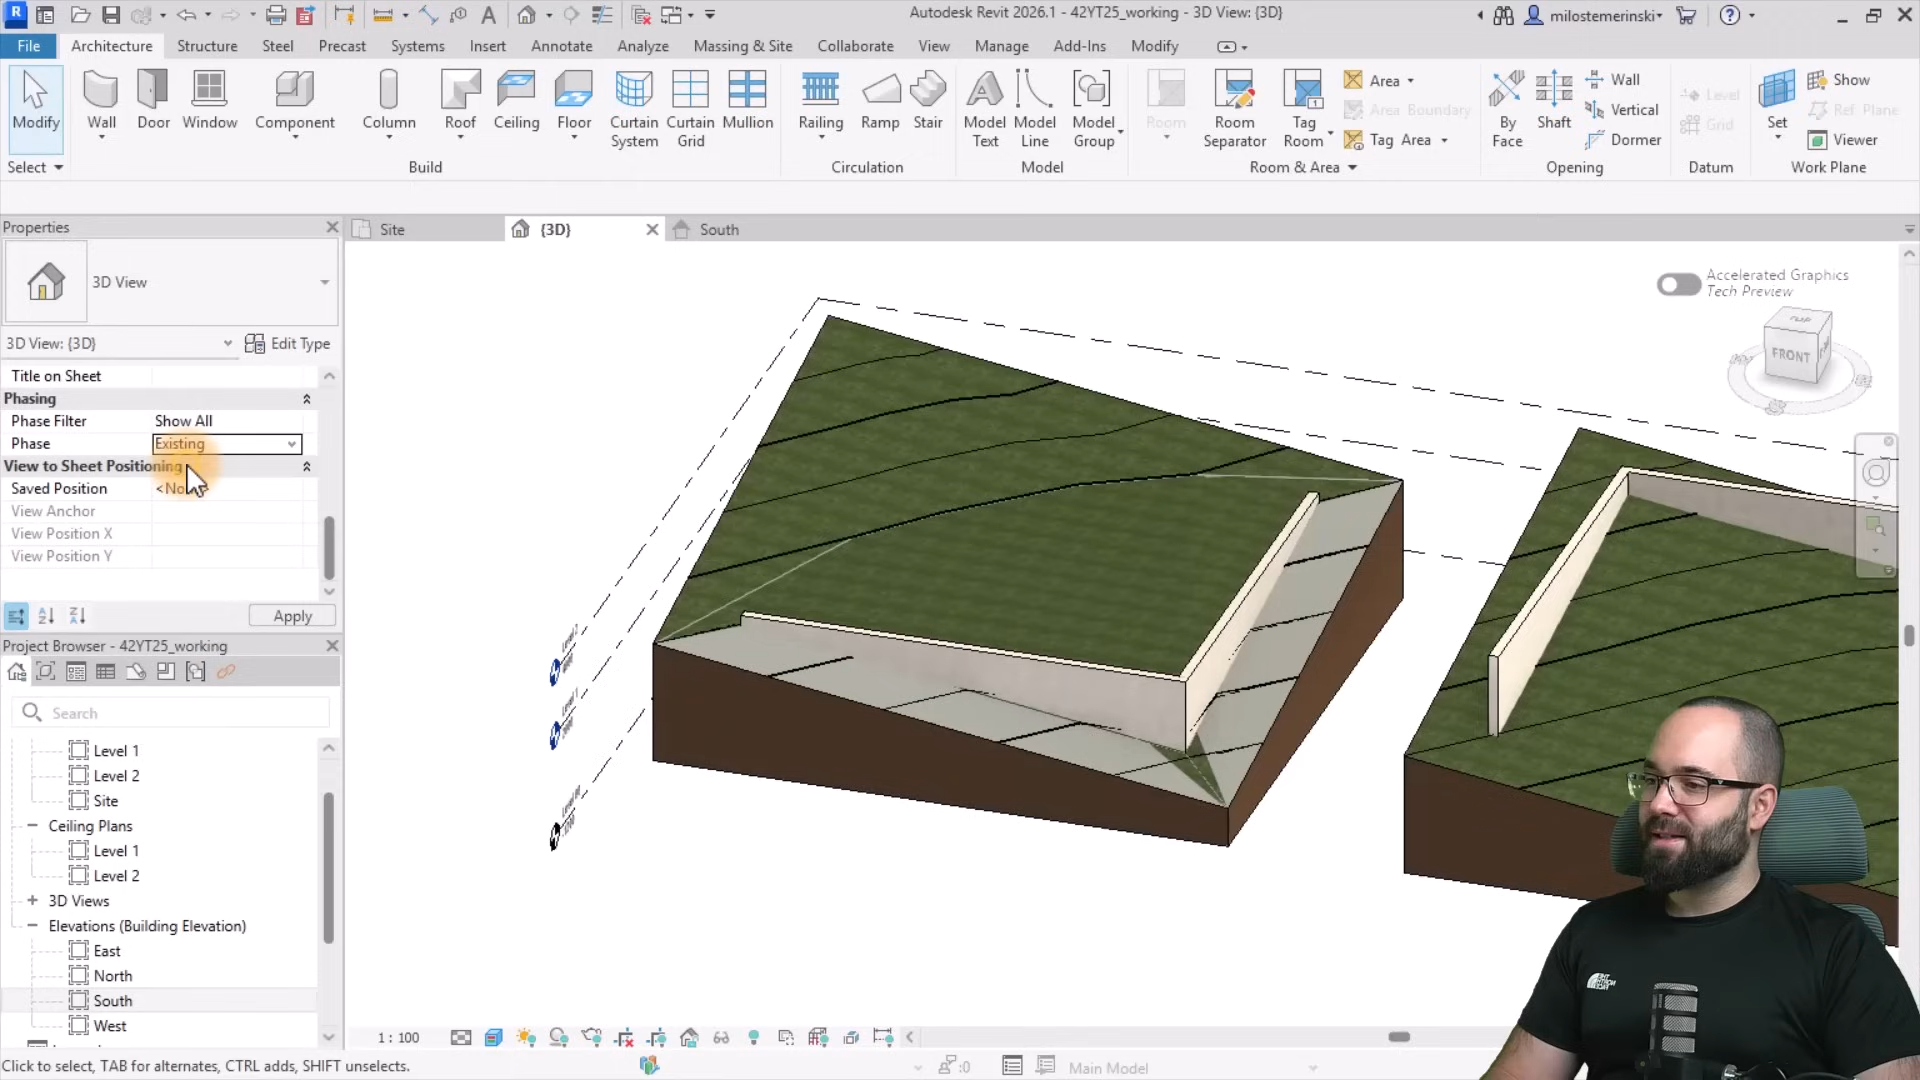 Autodesk Revit 2026.1 - 42YT25_working - 3D View: {3D}
milostemerinski
File
Architecture
Structure
Steel
Precast
Systems
Insert
Annotate
Analyze
Massing & Site
Collaborate
View
Manage
Add-Ins
Modify
Modify
Wall
Door
Window
Component
Column
Roof
Ceiling
Floor
Curtain System
Curtain Grid
Mullion
Railing
Ramp
Stair
Model Text
Model Line
Model Group
Room
Room Separator
Tag Room
Area
Area Boundary
Tag Area
By Face
Shaft
Wall
Vertical
Dormer
Level
Grid
Set
Show
Ref Plane
Viewer
Select
Build
Circulation
Model
Room & Area
Opening
Datum
Work Plane
Properties
Site
{3D}
South
3D View
3D View: {3D}
Edit Type
Title on Sheet
Phasing
Phase Filter Show All
Phase Existing
View to Sheet Positioning
Saved Position
View Anchor
View Position X
View Position Y
Apply
Project Browser - 42YT25_working
Search
Level 1
Level 2
Site
Ceiling Plans
Level 1
Level 2
3D Views
Elevations (Building Elevation)
East
North
South
West
Accelerated Graphics
Tech Preview
FRONT
Level 2
Level 1
THE
NORTH
FACE
1 : 100
Click to select, TAB for alternates, CTRL adds, SHIFT unselects.
:0
Main Model